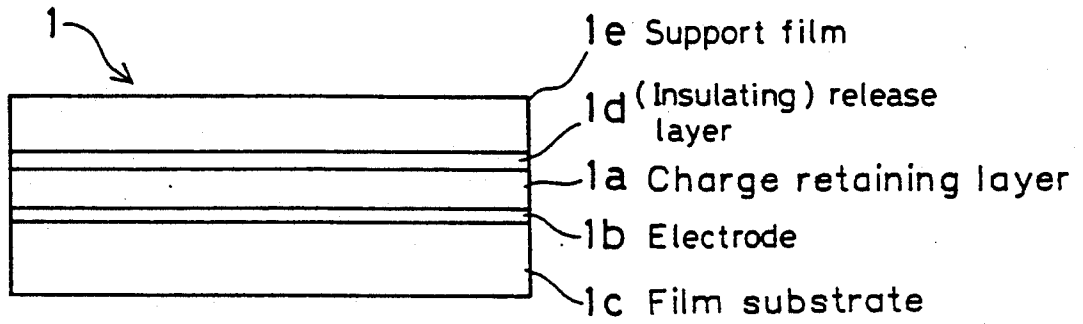 1
1e Support film
1d (Insulating) release
layer
1a Charge retaining layer
1b Electrode
1c Film substrate